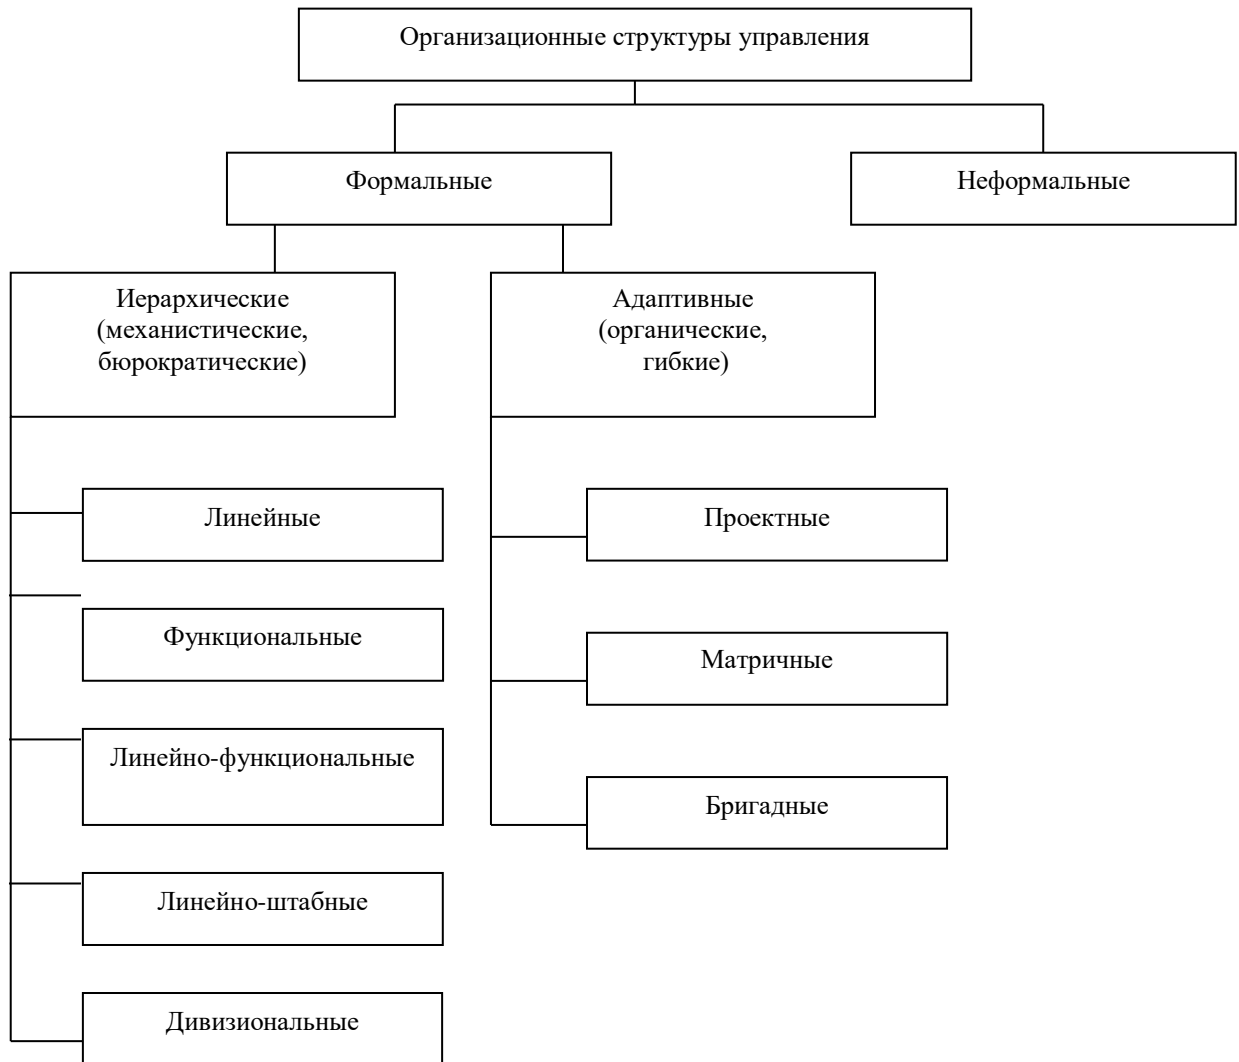 Организационные структуры управления
Формальные
Неформальные
Иерархические
(механистические,
бюрократические)
Адаптивные
(органические,
гибкие)
Линейные
Функциональные
Линейно-функциональные
Линейно-штабные
Дивизиональные
Проектные
Матричные
Бригадные